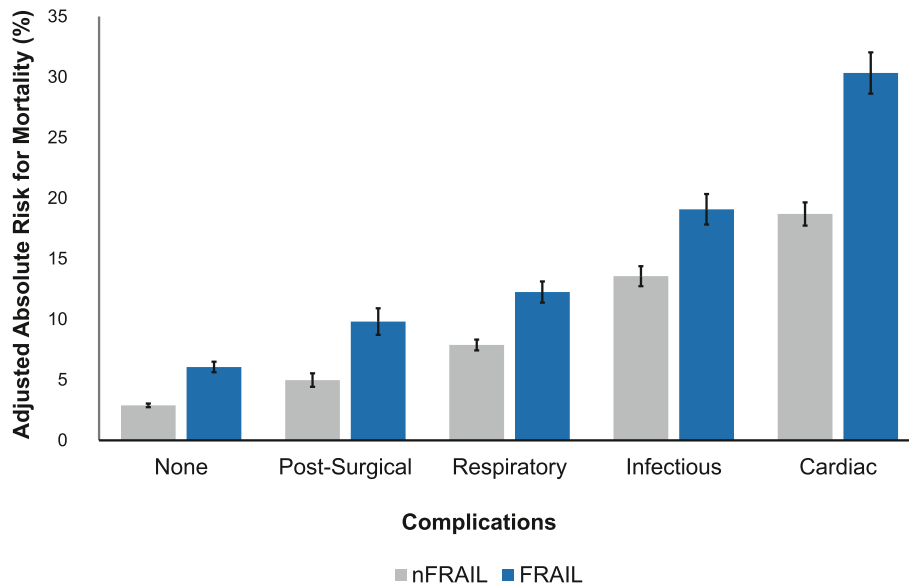 Adjusted Absolute Risk for Mortality (%)
35
30
25
20
15
10
5
0
None Post-Surgical Respiratory Infectious Cardiac
Complications
nFRAIL FRAIL